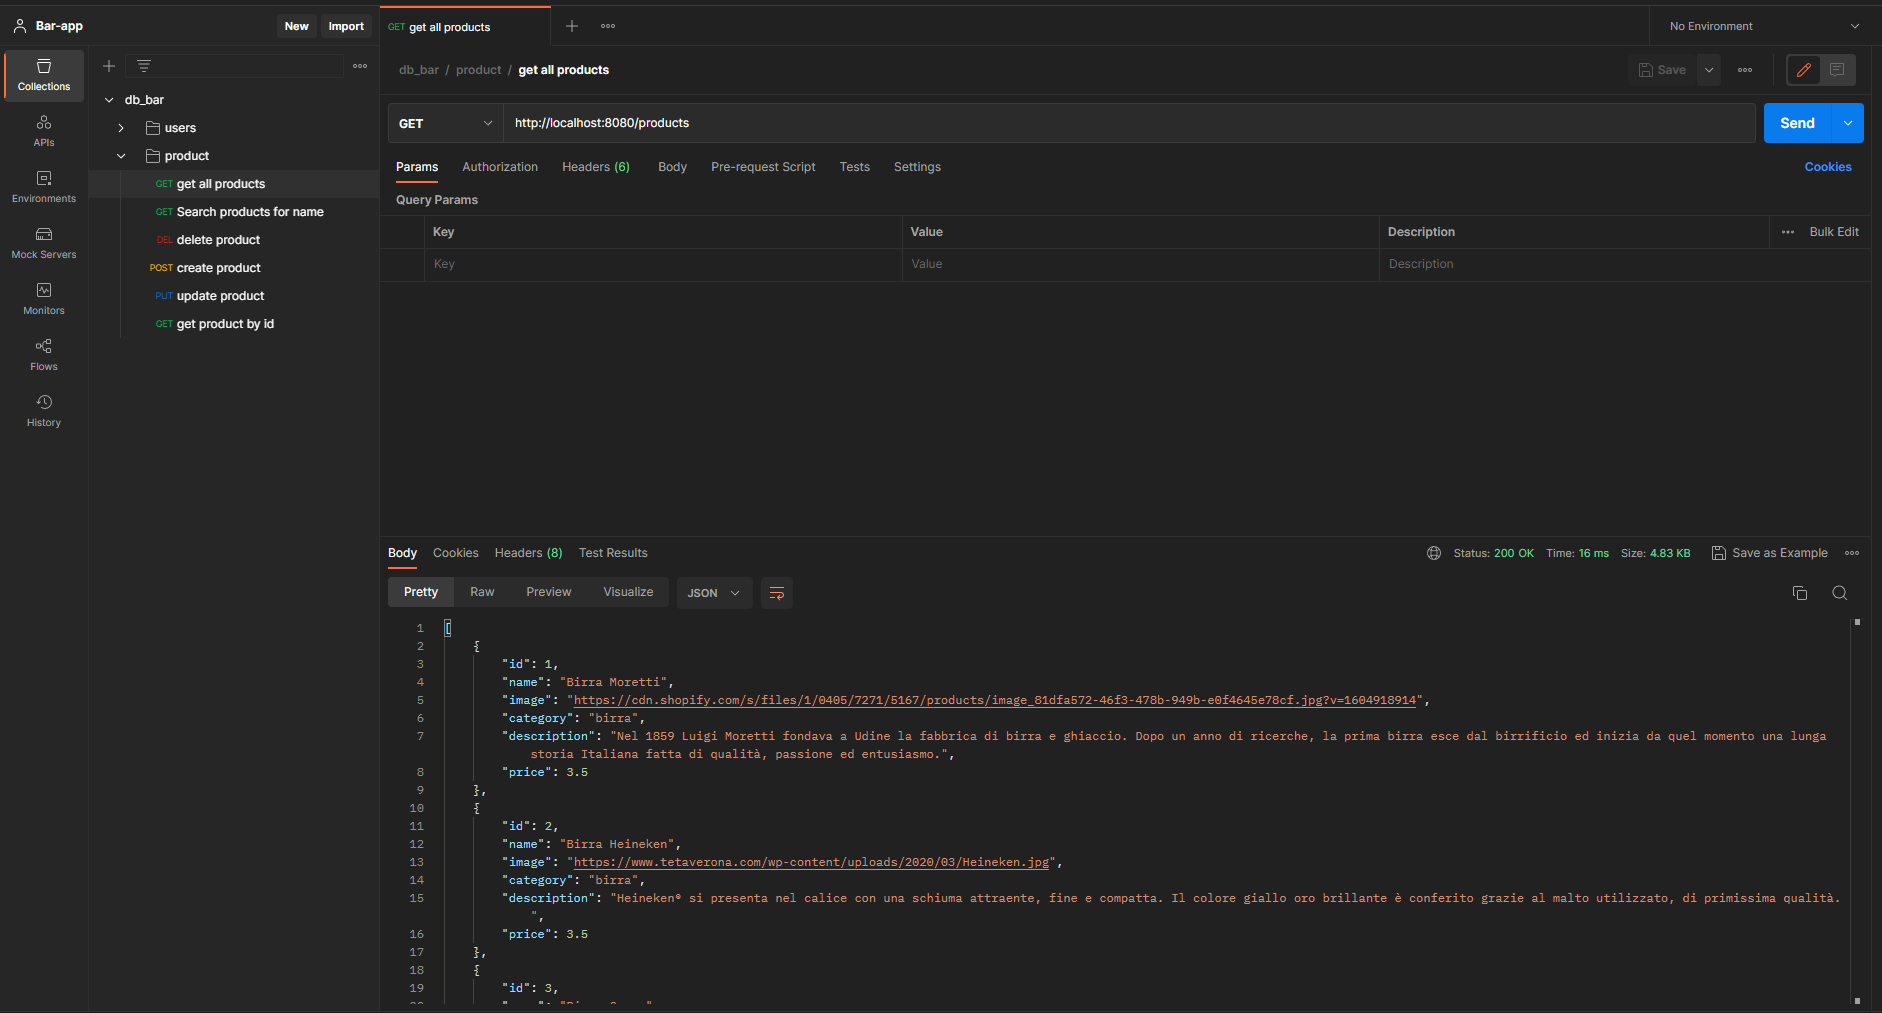 Bar-app
New
Import
GET get all products
No Environment
Collections
APIs
Environments
Mock Servers
Monitors
Flows
History
db_bar
users
product
GET get all products
GET Search products for name
DEL delete product
POST create product
PUT update product
GET get product by id
db_bar / product / get all products
Save
GET
http://localhost:8080/products
Send
Params Authorization Headers (6) Body Pre-request Script Tests Settings
Cookies
Query Params
Key Value Description
Bulk Edit
Key Value Description
Body Cookies Headers (8) Test Results
Status: 200 OK Time: 16 ms Size: 4.83 KB
Save as Example
Pretty Raw Preview Visualize
JSON
1 [
2 {
3 "id": 1,
4 "name": "Birra Moretti",
5 "image": "https://cdn.shopify.com/s/files/1/0405/7271/5167/products/image_81dfa572-46f3-478b-949b-e0f4645e78cf.jpg?v=1604918914",
6 "category": "birra",
7 "description": "Nel 1859 Luigi Moretti fondava a Udine la fabbrica di birra e ghiaccio. Dopo un anno di ricerche, la prima birra esce dal birrificio ed inizia da quel momento una lunga
storia Italiana fatta di qualità, passione ed entusiasmo.",
8 "price": 3.5
9 },
10 {
11 "id": 2,
12 "name": "Birra Heineken",
13 "image": "https://www.tetaverona.com/wp-content/uploads/2020/03/Heineken.jpg",
14 "category": "birra",
15 "description": "Heineken® si presenta nel calice con una schiuma attraente, fine e compatta. Il colore giallo oro brillante è conferito grazie al malto utilizzato, di primissima qualità.
",
16 "price": 3.5
17 },
18 {
19 "id": 3,